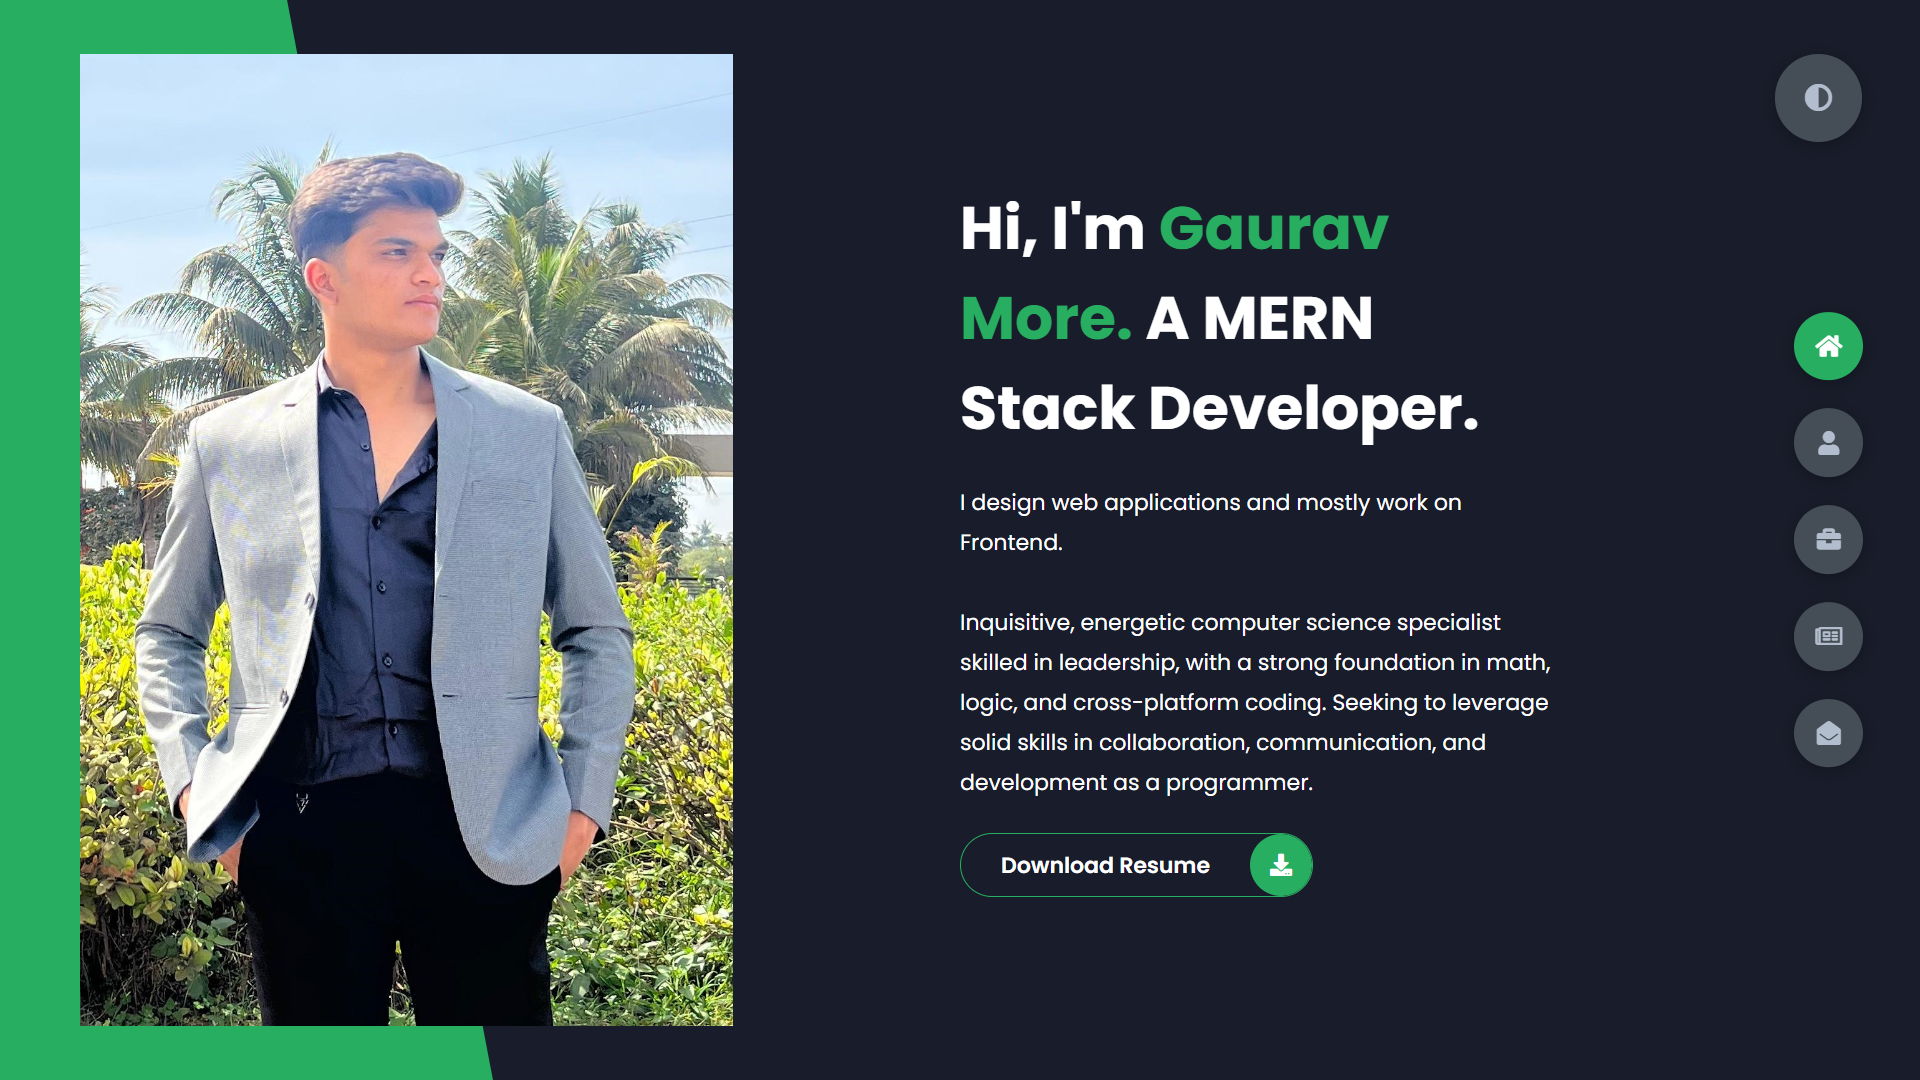 Hi, I'm Gaurav
More. A MERN
Stack Developer.
I design web applications and mostly work on
Frontend.
Inquisitive, energetic computer science specialist
skilled in leadership, with a strong foundation in math,
logic, and cross-platform coding. Seeking to leverage
solid skills in collaboration, communication, and
development as a programmer.
Download Resume